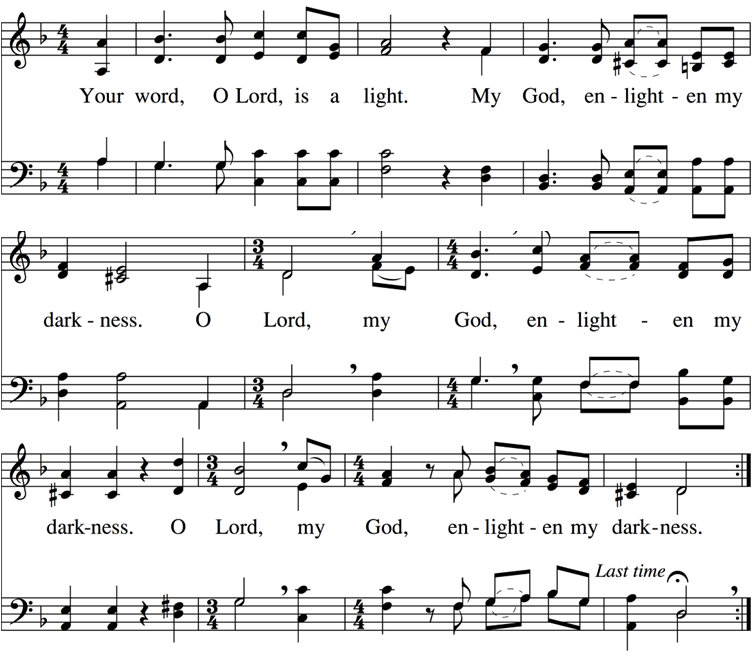 Your word, O Lord, is a light. My God, en - light - en my
dark - ness. O Lord, my God, en - light - en my
dark-ness. O Lord, my God, en - light - en my dark-ness.
Last time